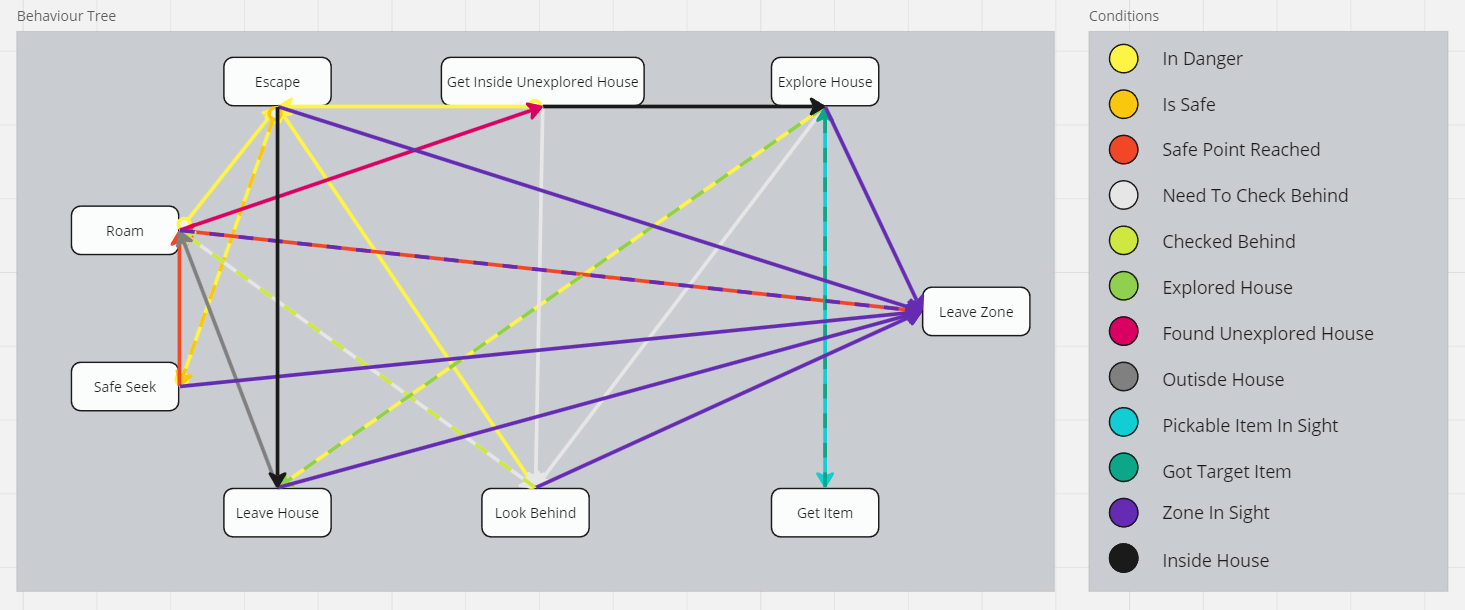 Behaviour Tree
Conditions
Escape
Get Inside Unexplored House
Explore House
Roam
Leave Zone
Safe Seek
Leave House
Look Behind
Get Item
In Danger
Is Safe
Safe Point Reached
Need To Check Behind
Checked Behind
Explored House
Found Unexplored House
Outisde House
Pickable Item In Sight
Got Target Item
Zone In Sight
Inside House